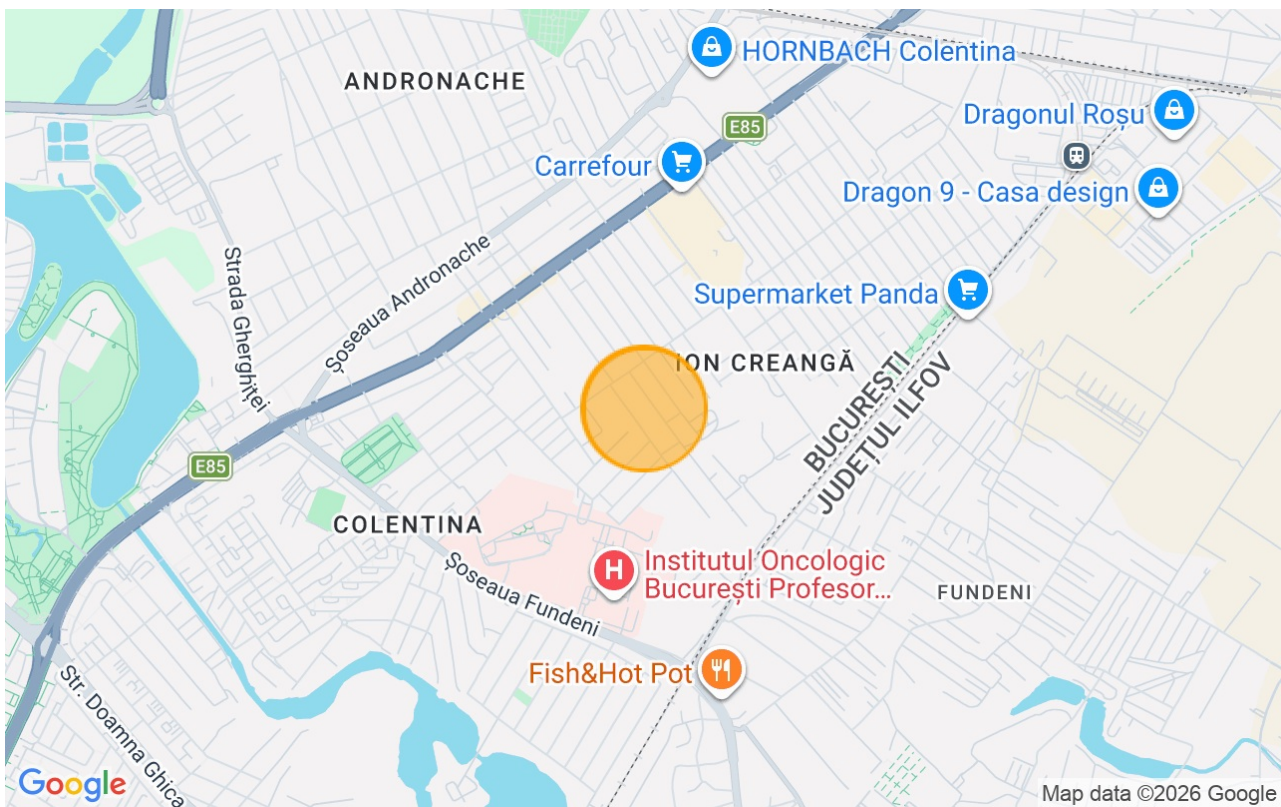 HORNBACH Colentina
ANDRONACHE
E85
Dragonul Roșu
Carrefour
Dragon 9 - Casa design
Strada Gherghiței
Șoseaua Andronache
Supermarket Panda
ION CREANGĂ
BUCUREȘTI
JUDEȚUL ILFOV
E85
COLENTINA
Șoseaua Fundeni
H
Institutul Oncologic
București Profesor...
FUNDENI
Fish&Hot Pot
Str. Doamna Ghica
Google
Map data ©2026 Google